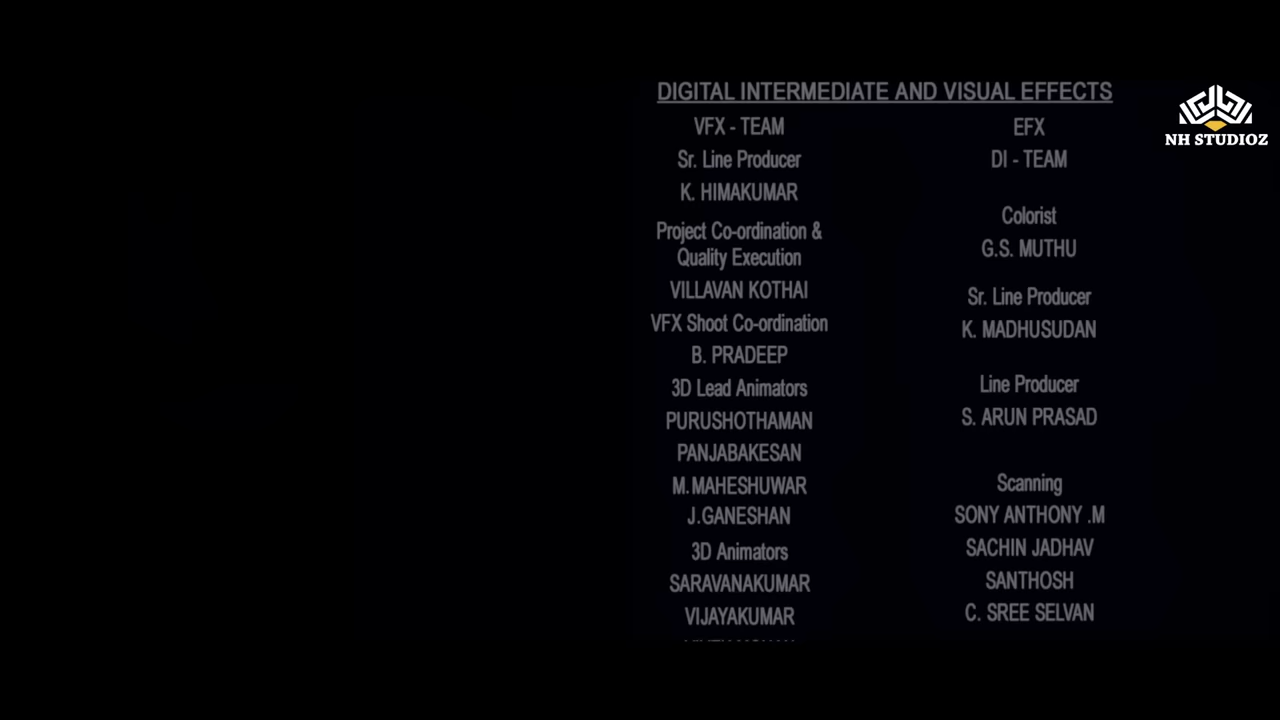 DIGITAL INTERMEDIATE AND VISUAL EFFECTS
VFX - TEAM
Sr. Line Producer
K. HIMAKUMAR
Project Co-ordination &
Quality Execution
VILLAVAN KOTHAI
VFX Shoot Co-ordination
B. PRADEEP
3D Lead Animators
PURUSHOTHAMAN
PANJABAKESAN
M.MAHESHUWAR
J.GANESHAN
3D Animators
SARAVANAKUMAR
VIJAYAKUMAR
EFX
DI - TEAM
Colorist
G.S. MUTHU
Sr. Line Producer
K. MADHUSUDAN
Line Producer
S. ARUN PRASAD
Scanning
SONY ANTHONY .M
SACHIN JADHAV
SANTHOSH
C. SREE SELVAN
NH STUDIOZ